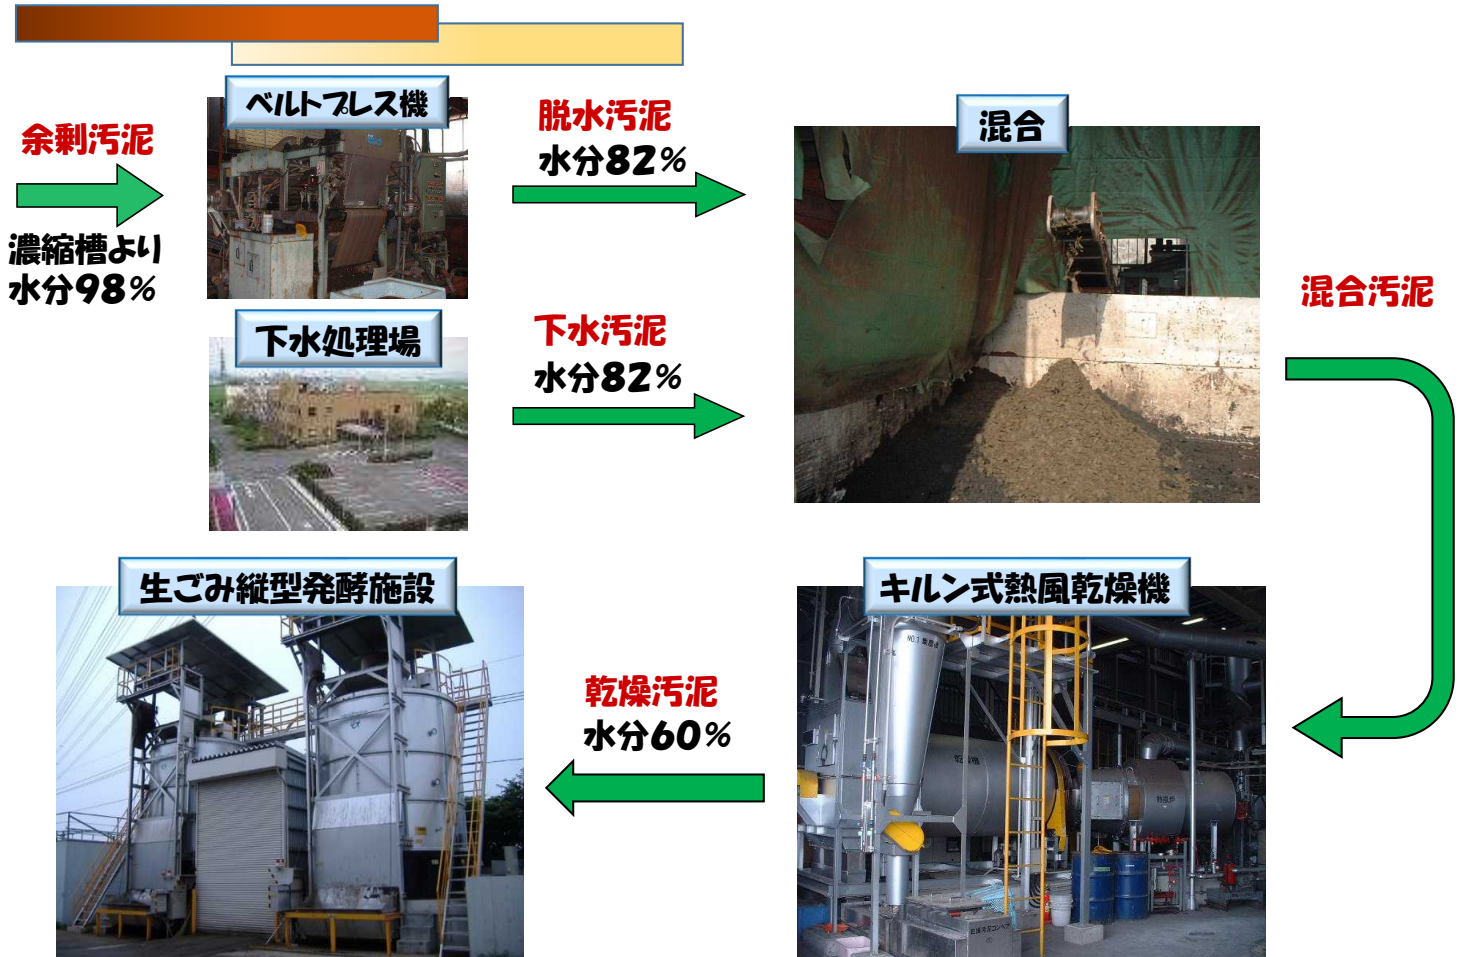 ベルトプレス機
余剰汚泥
濃縮槽より
水分98%
脱水汚泥
水分82%
混合
下水処理場
下水汚泥
水分82%
混合汚泥
キルン式熱風乾燥機
乾燥汚泥
水分60%
生ごみ縦型発酵施設